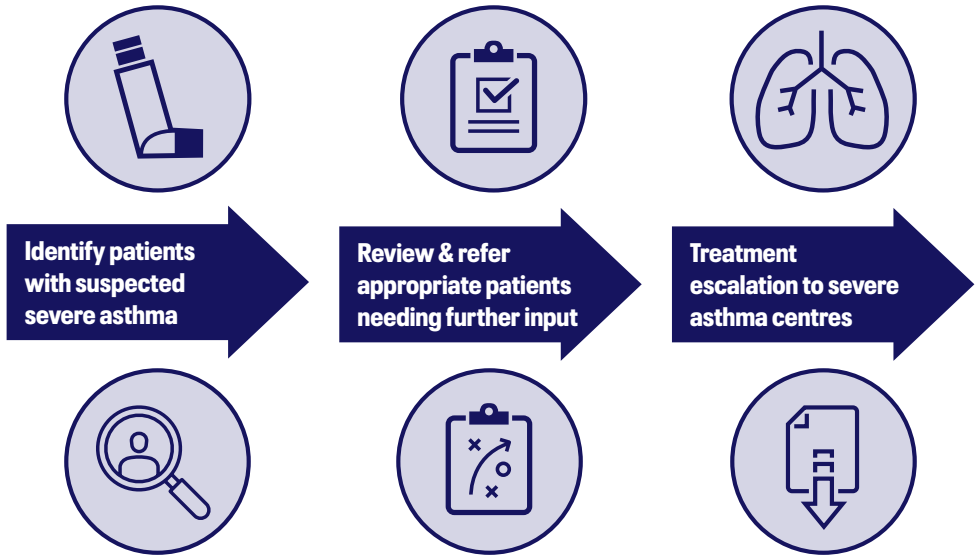 Identify patients
with suspected
severe asthma
Review & refer
appropriate patients
needing further input
Treatment
escalation to severe
asthma centres